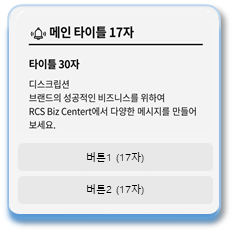 메인 타이틀 17자
타이틀 30자
디스크립션
브랜드의 성공적인 비즈니스를 위하여
RCS Biz Centert에서 다양한 메시지를 만들어
보세요.
버튼1 (17자)
버튼2 (17자)